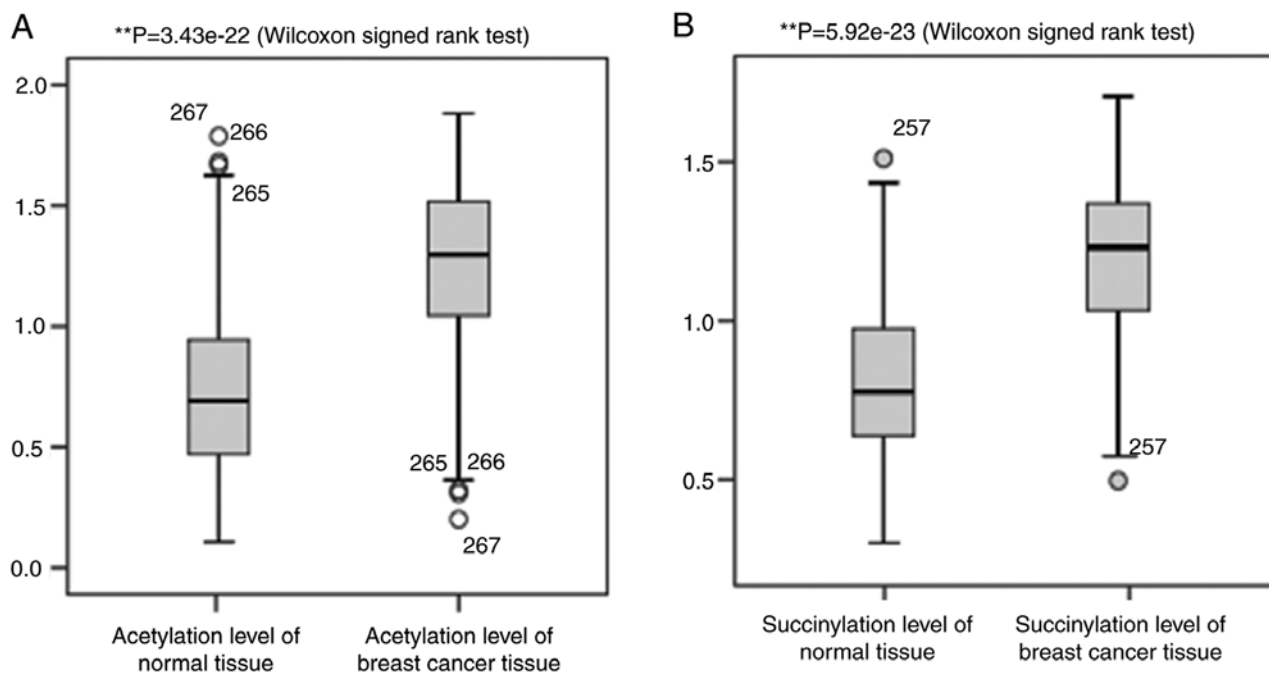 A
**P=3.43e-22 (Wilcoxon signed rank test)
2.0
1.5
1.0
0.5
0.0
267
266
265
265
266
267
Acetylation level of
normal tissue
Acetylation level of
breast cancer tissue
B
**P=5.92e-23 (Wilcoxon signed rank test)
1.5
1.0
0.5
257
257
Succinylation level of
normal tissue
Succinylation level of
breast cancer tissue